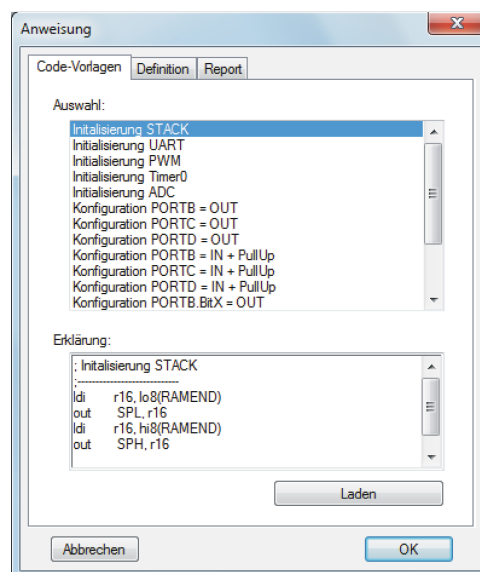 Anweisung
Code-Vorlagen Definition Report
Auswahl:
Initalisierung STACK
Initialisierung UART
Initialisierung PWM
Initialisierung Timer0
Initialisierung ADC
Konfiguration PORTB = OUT
Konfiguration PORTC = OUT
Konfiguration PORTD = OUT
Konfiguration PORTB = IN + PullUp
Konfiguration PORTC = IN + PullUp
Konfiguration PORTD = IN + PullUp
Konfiguration PORTB.BitX = OUT
Erklärung:
; Initalisierung STACK
;----------------------------
ldi r16, lo8(RAMEND)
out SPL, r16
ldi r16, hi8(RAMEND)
out SPH, r16
Laden
Abbrechen OK